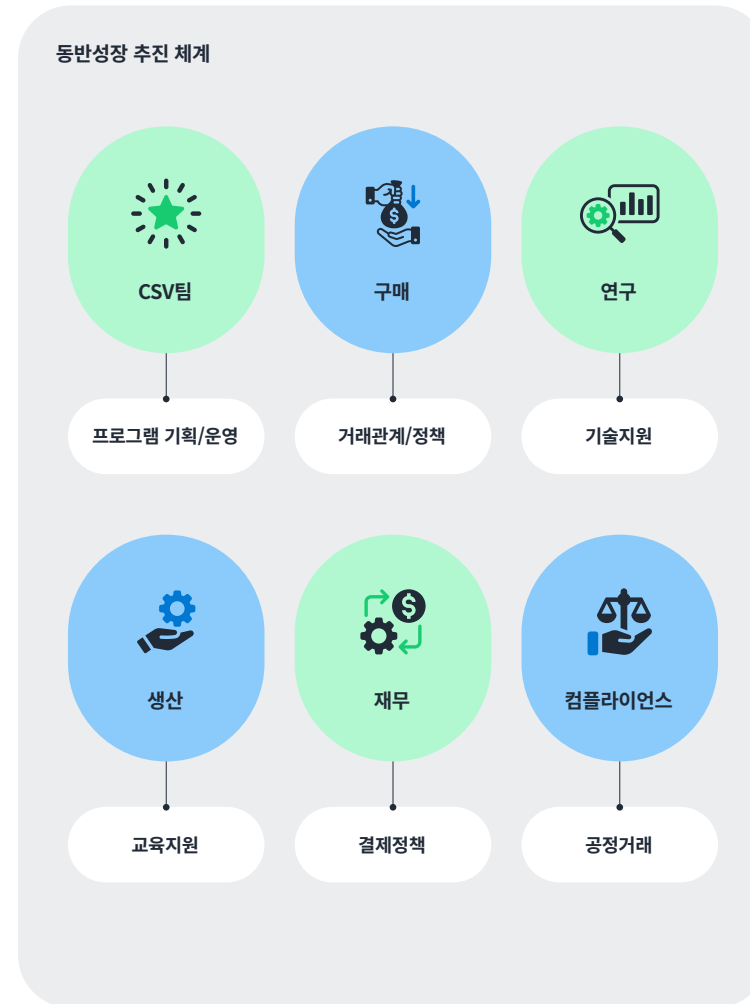 동반성장 추진 체계
CSV팀
구매
연구
프로그램 기획/운영
거래관계/정책
기술지원
생산
재무
컴플라이언스
교육지원
결제정책
공정거래